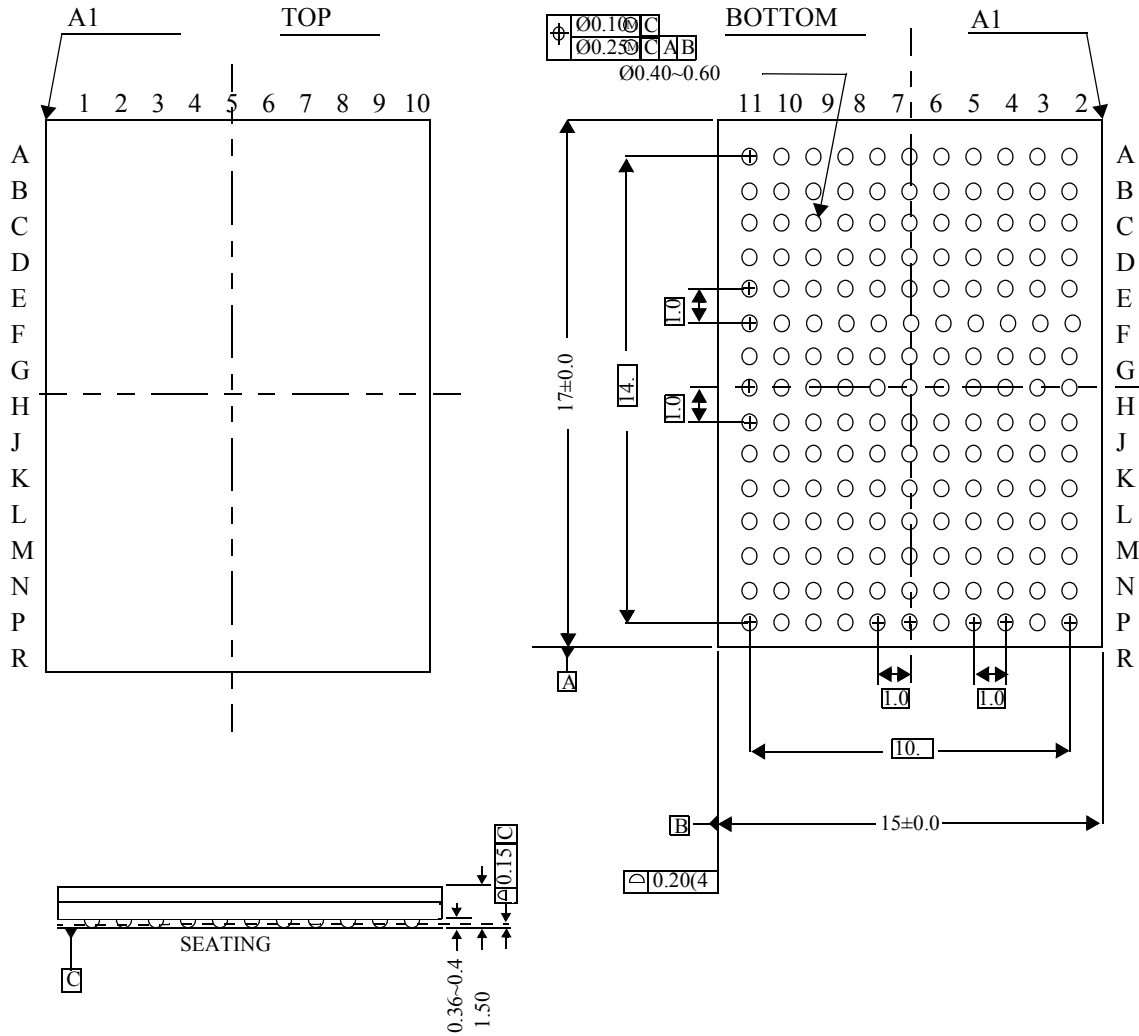 A1 TOP
Ø0.10Ⓜ C
Ø0.25Ⓜ C A B
Ø0.40~0.60
BOTTOM A1
1 2 3 4 5 6 7 8 9 10
11 10 9 8 7 6 5 4 3 2
A
B
C
D
E
F
G
H
J
K
L
M
N
P
R
17±0.0
14.
1.0
1.0
A
B
C
D
E
F
G
H
J
K
L
M
N
P
R
A
1.0 1.0
10.
B 15±0.0
0.20(4
0.15 C
SEATING
C
0.36~0.4
1.50